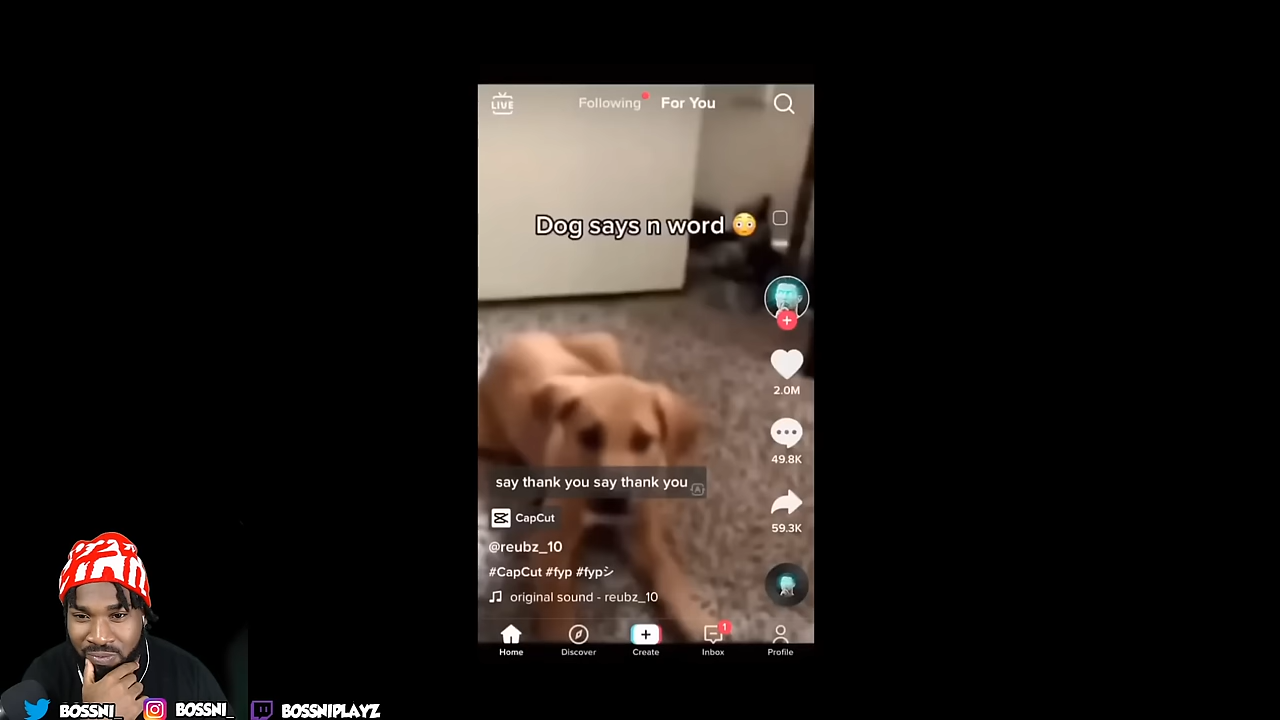 LIVE
Following
For You
Dog says n word 😳
2.0M
49.8K
say thank you say thank you
A
CapCut
59.3K
@reubz_10
#CapCut #fyp #fypシ
original sound - reubz_10
1
Home
Discover
Create
Inbox
Profile
BOSSNI_
BOSSNI_
BOSSNIPLAYZ